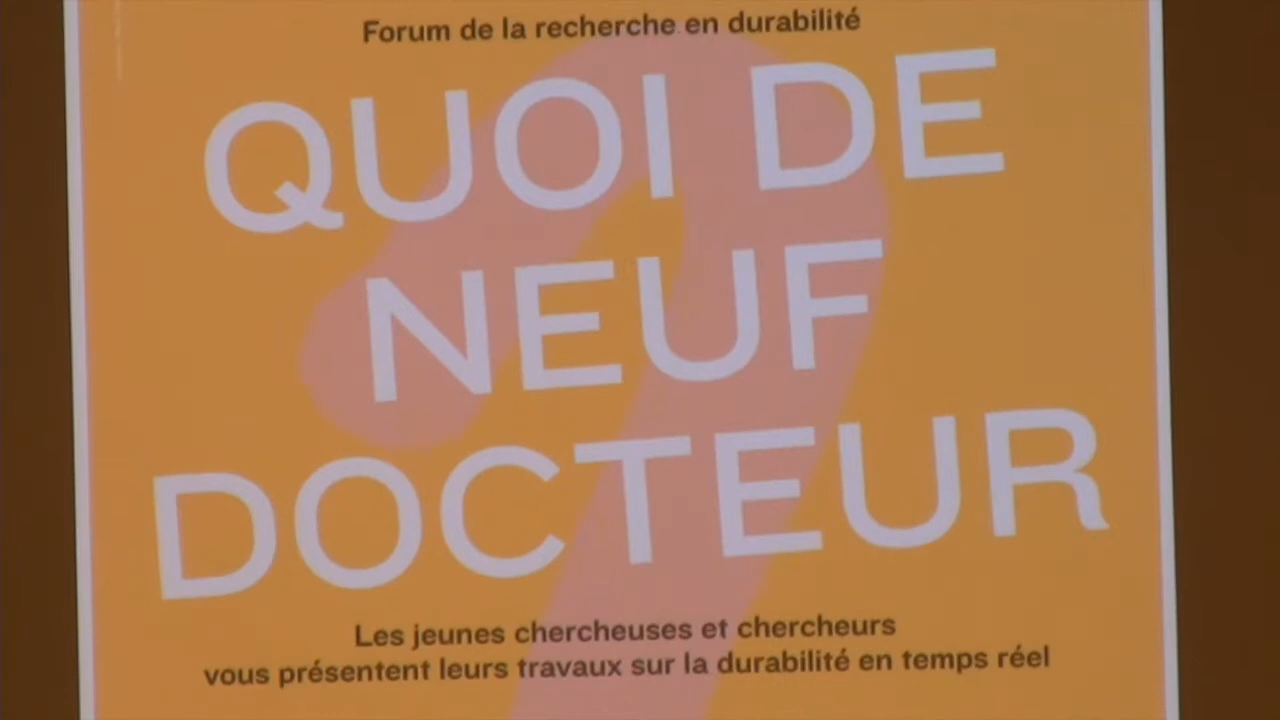 Forum de la recherche en durabilité
QUOI DE
NEUF
DOCTEUR
Les jeunes chercheuses et chercheurs
vous présentent leurs travaux sur la durabilité en temps réel